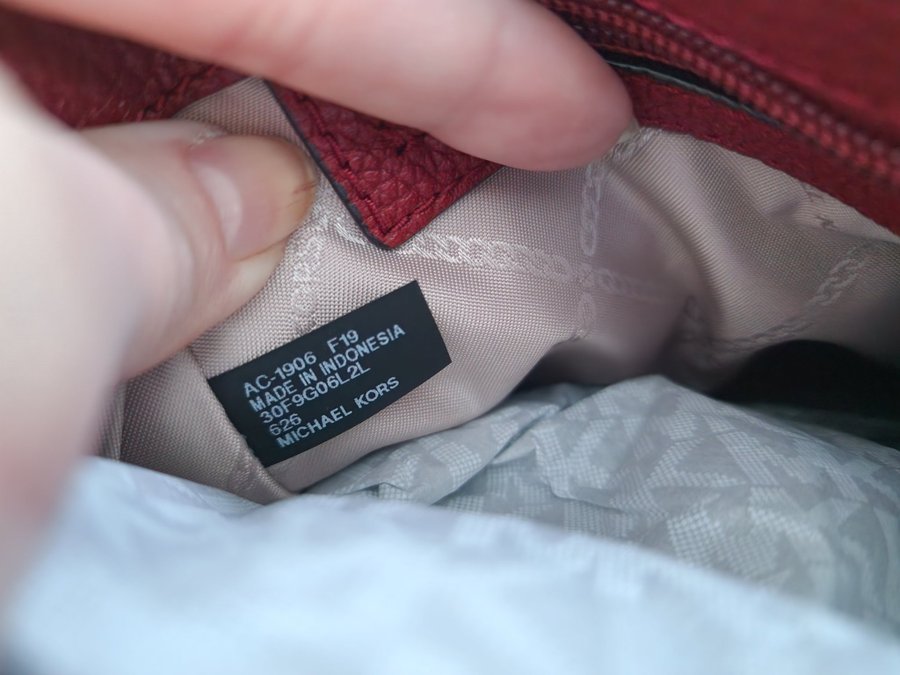 AC-1906 F19
MADE IN INDONESIA
30F9G06L2L
626
MICHAEL KORS